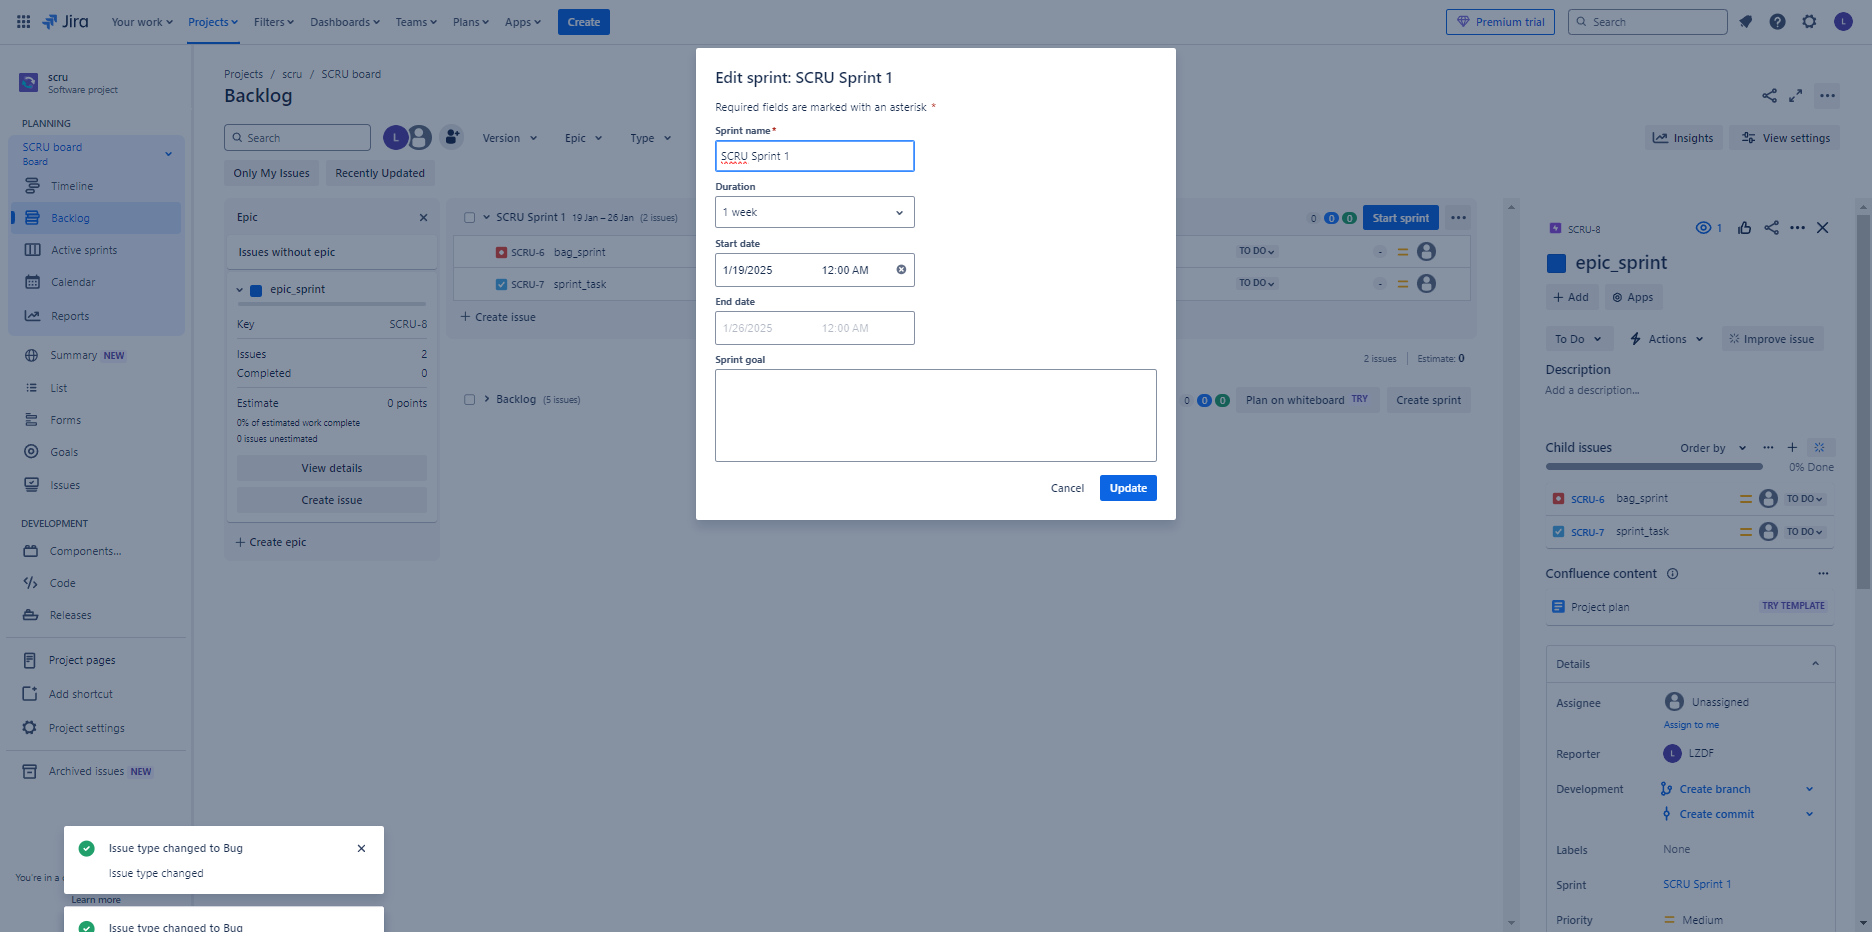 Jira
Your work
Projects
Filters
Dashboards
Teams
Plans
Apps
Create
Premium trial
Search
L
scru
Software project
PLANNING
SCRU board
Board
Timeline
Backlog
Active sprints
Calendar
Reports
Summary NEW
List
Forms
Goals
Issues
DEVELOPMENT
Components...
Code
Releases
Project pages
Add shortcut
Project settings
Archived issues NEW
You're in a
Learn more
Issue type changed to Bug
Issue type changed
Issue type changed to Bug
Projects / scru / SCRU board
Backlog
Search
L
Version
Epic
Type
Insights
View settings
Only My Issues
Recently Updated
Epic
Issues without epic
epic_sprint
Key SCRU-8
Issues 2
Completed 0
Estimate 0 points
0% of estimated work complete
0 issues unestimated
View details
Create issue
+ Create epic
SCRU Sprint 1 19 Jan – 26 Jan (2 issues)
0 0 0
Start sprint
SCRU-6 bag_sprint
TO DO
-
SCRU-7 sprint_task
TO DO
-
+ Create issue
2 issues
Estimate: 0
Backlog (5 issues)
0 0 0
Plan on whiteboard TRY
Create sprint
Edit sprint: SCRU Sprint 1
Required fields are marked with an asterisk *
Sprint name*
SCRU Sprint 1
Duration
1 week
Start date
1/19/2025 12:00 AM
End date
1/26/2025 12:00 AM
Sprint goal
Cancel
Update
SCRU-8
1
epic_sprint
+ Add
Apps
To Do
Actions
Improve issue
Description
Add a description...
Child issues
Order by
0% Done
SCRU-6 bag_sprint
TO DO
SCRU-7 sprint_task
TO DO
Confluence content
Project plan
TRY TEMPLATE
Details
Assignee
Unassigned
Assign to me
Reporter
L LZDF
Development
Create branch
Create commit
Labels
None
Sprint
SCRU Sprint 1
Priority
Medium